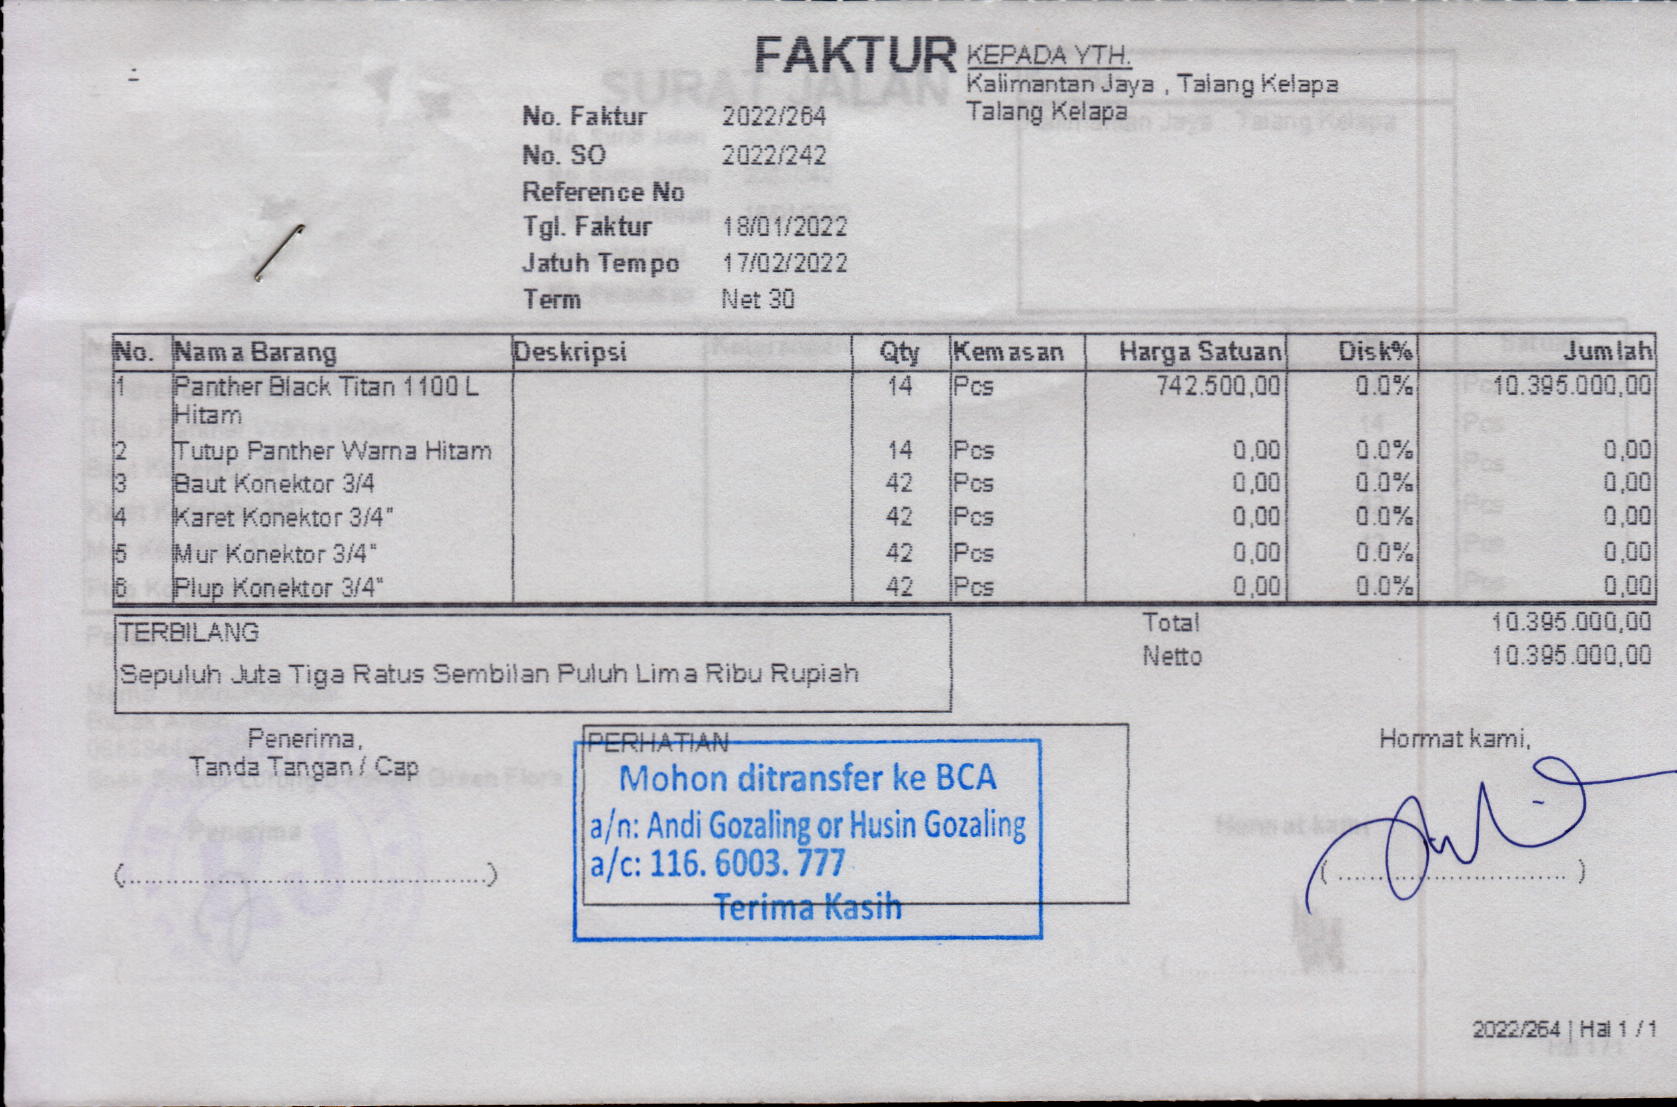 FAKTUR
KEPADA YTH.
Kalimantan Jaya , Talang Kelapa
Talang Kelapa
No. Faktur 2022/264
No. SO 2022/242
Reference No
Tgl. Faktur 18/01/2022
Jatuh Tempo 17/02/2022
Term Net 30
No. Nama Barang Deskripsi Qty Kemasan Harga Satuan Disk% Jumlah
1 Panther Black Titan 1100 L 14 Pcs 742.500,00 0.0% 10.395.000,00
Hitam
2 Tutup Panther Warna Hitam 14 Pcs 0,00 0.0% 0,00
3 Baut Konektor 3/4 42 Pcs 0,00 0.0% 0,00
4 Karet Konektor 3/4" 42 Pcs 0,00 0.0% 0,00
5 Mur Konektor 3/4" 42 Pcs 0,00 0.0% 0,00
6 Plup Konektor 3/4" 42 Pcs 0,00 0.0% 0,00
Total 10.395.000,00
Netto 10.395.000,00
TERBILANG
Sepuluh Juta Tiga Ratus Sembilan Puluh Lima Ribu Rupiah
Penerima,
Tanda Tangan / Cap
(................................................)
PERHATIAN
Mohon ditransfer ke BCA
a/n: Andi Gozaling or Husin Gozaling
a/c: 116. 6003. 777
Terima Kasih
Hormat kami,
( .............................. )
2022/264 | Hal 1 / 1